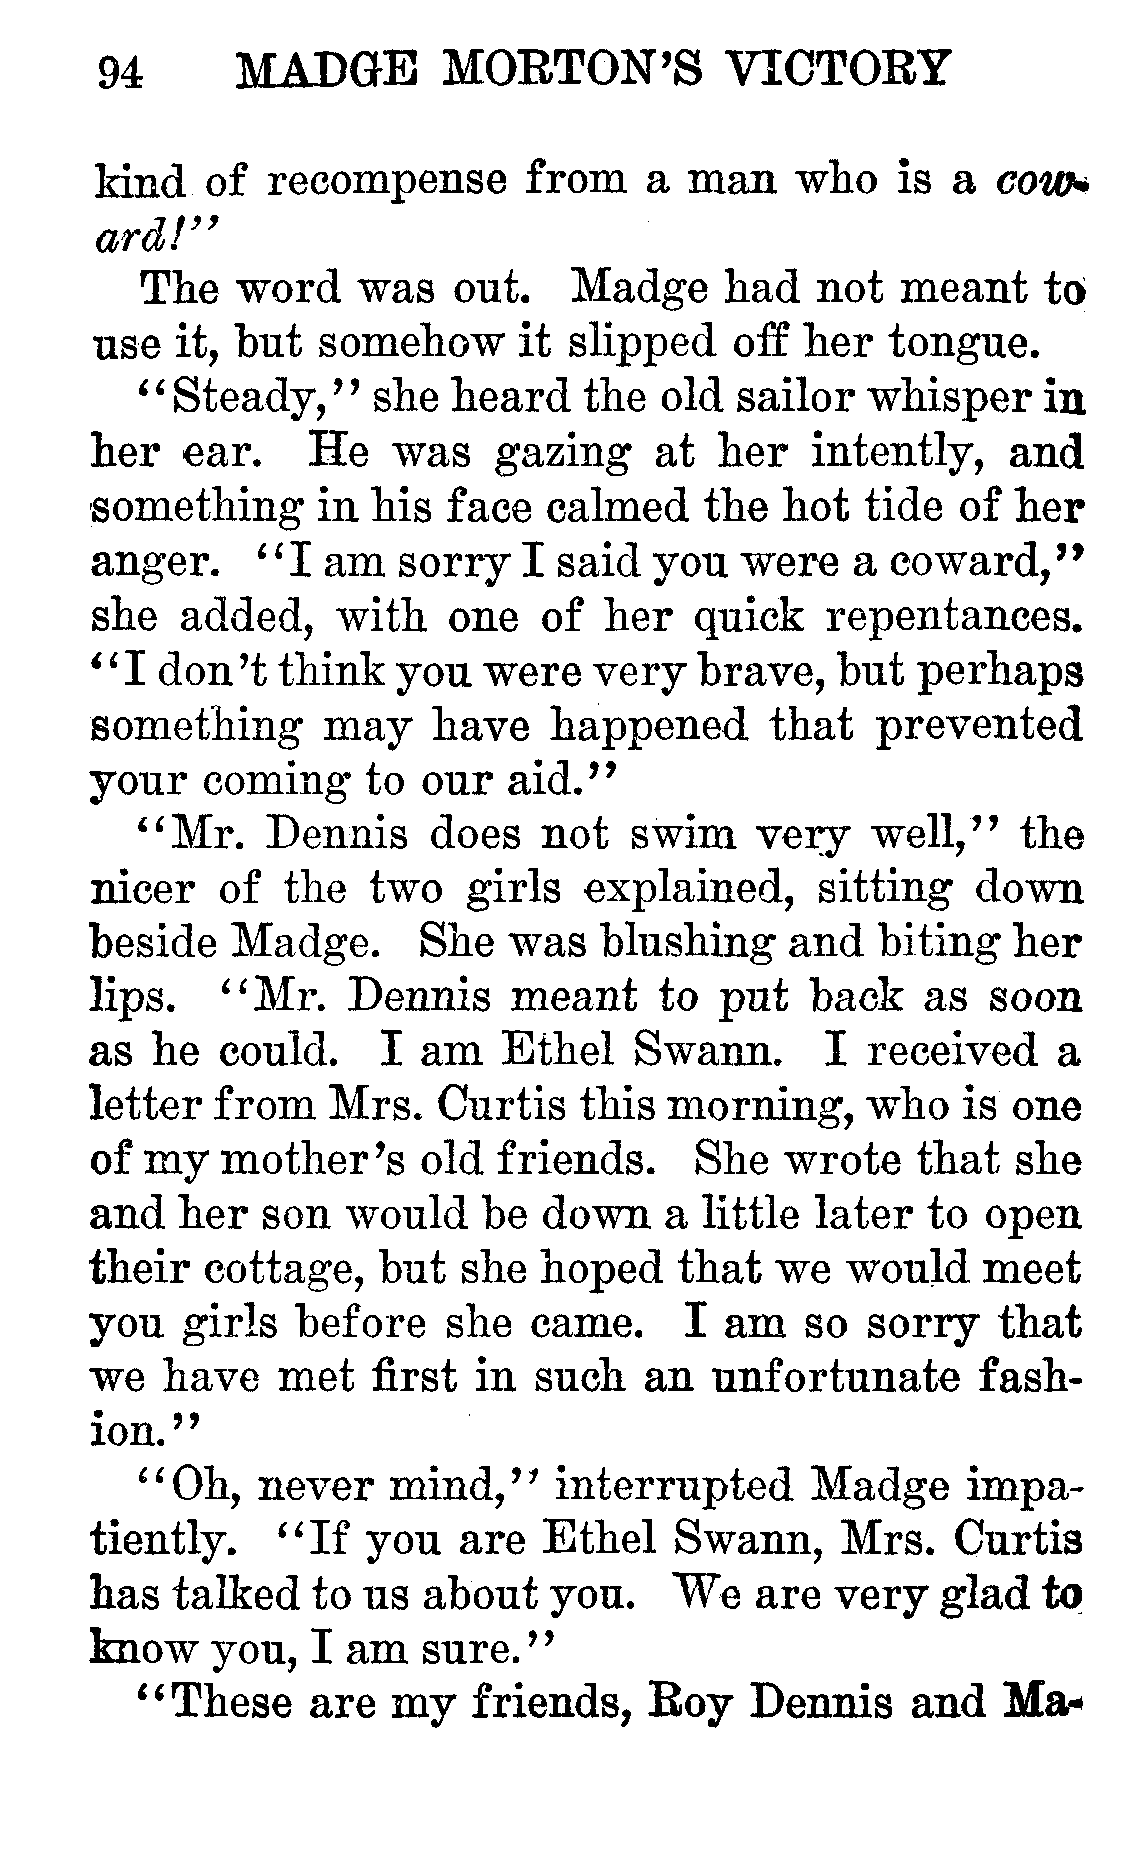 94 MADGE MORTON'S VICTORY
kind of recompense from a man who is a cow-
ard!"
The word was out. Madge had not meant to
use it, but somehow it slipped off her tongue.
"Steady," she heard the old sailor whisper in
her ear. He was gazing at her intently, and
something in his face calmed the hot tide of her
anger. "I am sorry I said you were a coward,"
she added, with one of her quick repentances.
"I don't think you were very brave, but perhaps
something may have happened that prevented
your coming to our aid."
"Mr. Dennis does not swim very well," the
nicer of the two girls explained, sitting down
beside Madge. She was blushing and biting her
lips. "Mr. Dennis meant to put back as soon
as he could. I am Ethel Swann. I received a
letter from Mrs. Curtis this morning, who is one
of my mother's old friends. She wrote that she
and her son would be down a little later to open
their cottage, but she hoped that we would meet
you girls before she came. I am so sorry that
we have met first in such an unfortunate fash-
ion."
"Oh, never mind," interrupted Madge impa-
tiently. "If you are Ethel Swann, Mrs. Curtis
has talked to us about you. We are very glad to
know you, I am sure."
"These are my friends, Roy Dennis and Ma-